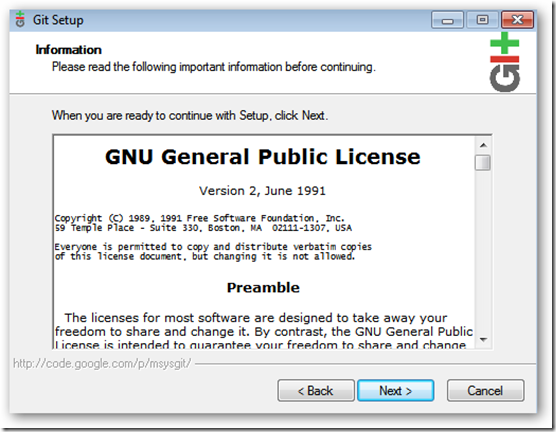 Git Setup
Information
Please read the following important information before continuing.
GIt
When you are ready to continue with Setup, click Next.
GNU General Public License
Version 2, June 1991
Copyright (C) 1989, 1991 Free Software Foundation, Inc.
59 Temple Place - Suite 330, Boston, MA  02111-1307, USA
Everyone is permitted to copy and distribute verbatim copies
of this license document, but changing it is not allowed.
Preamble
The licenses for most software are designed to take away your
freedom to share and change it. By contrast, the GNU General Public
License is intended to guarantee your freedom to share and change
http://code.google.com/p/msysgit/
< Back
Next >
Cancel